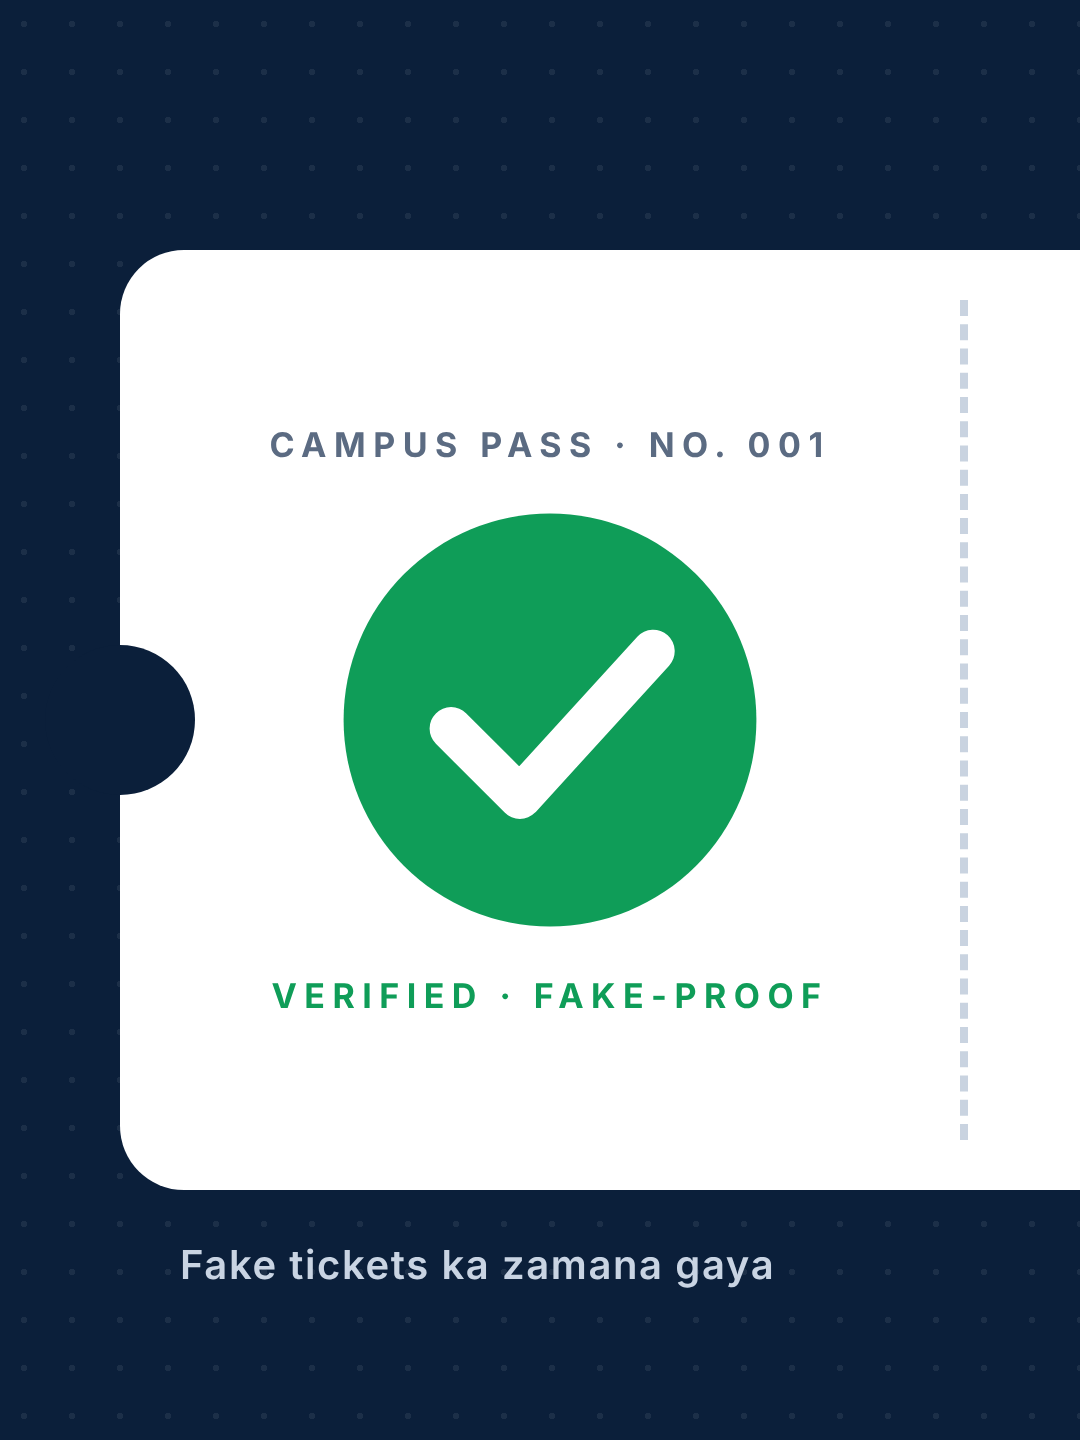 CAMPUS PASS · NO. 001
VERIFIED · FAKE-PROOF
Fake tickets ka zamana gaya